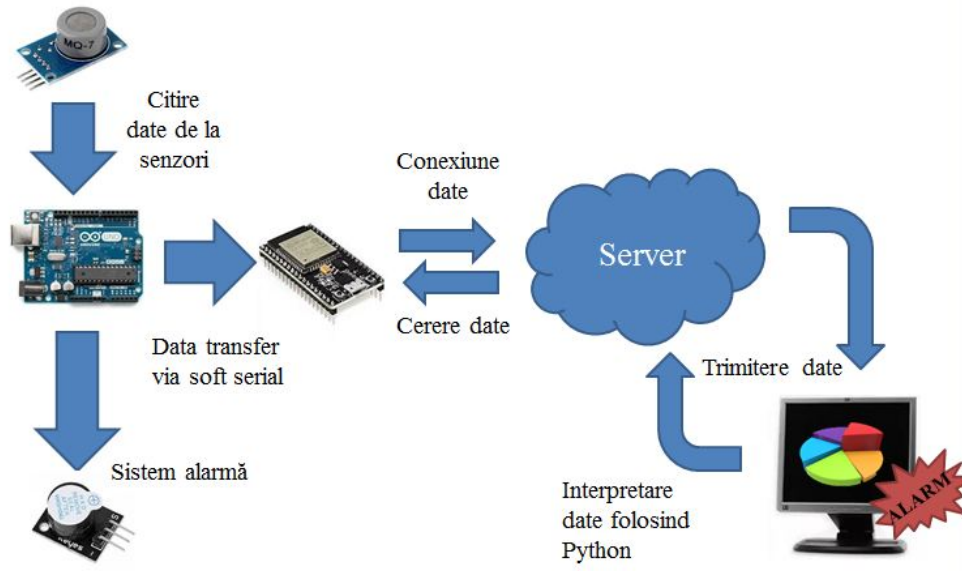 MQ-7
Citire
date de la
senzori
Conexiune
date
Server
Cerere date
Data transfer
via soft serial
Trimitere date
Sistem alarmă
Interpretare
date folosind
Python
ALARM